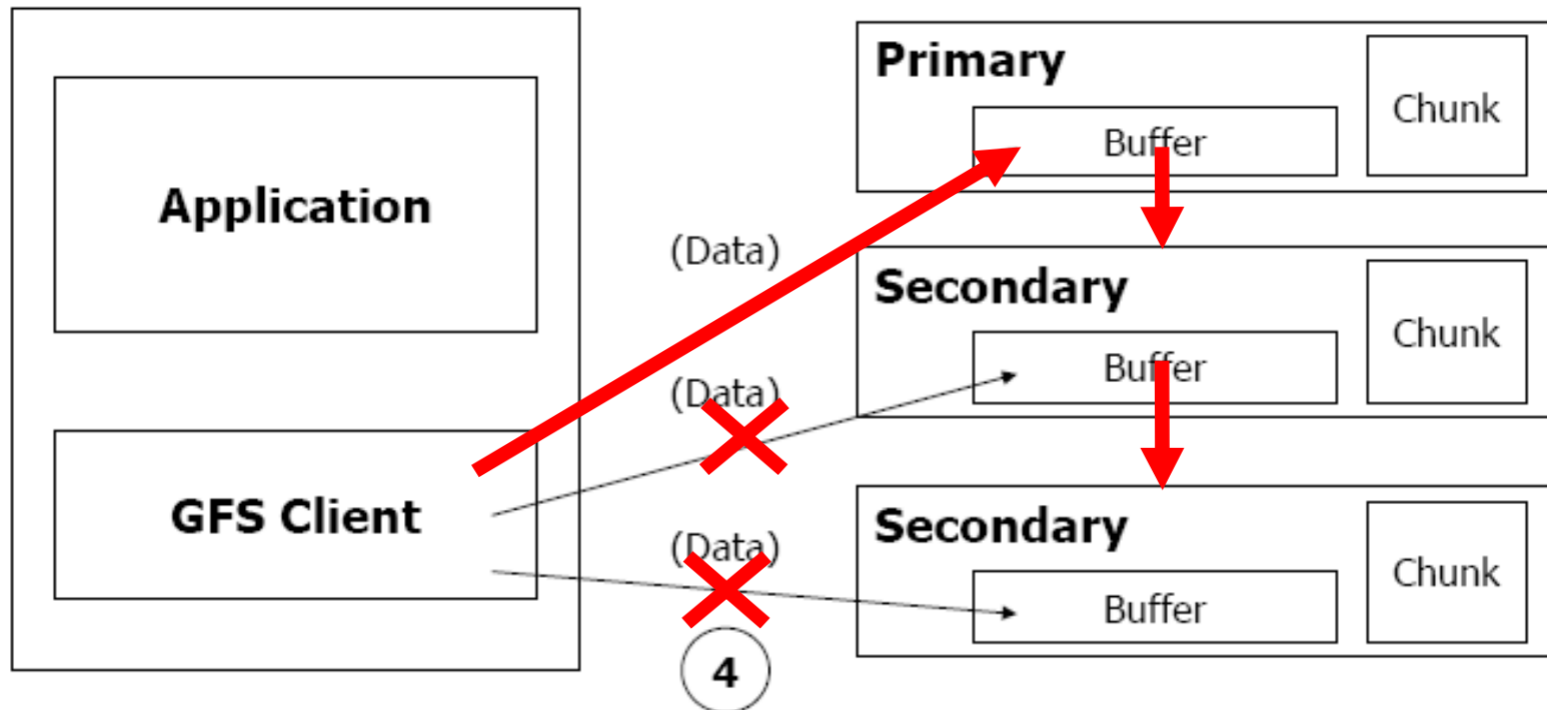 Application
GFS Client
(Data)
(Data)
(Data)
4
Primary
Buffer
Chunk
Secondary
Buffer
Chunk
Secondary
Buffer
Chunk